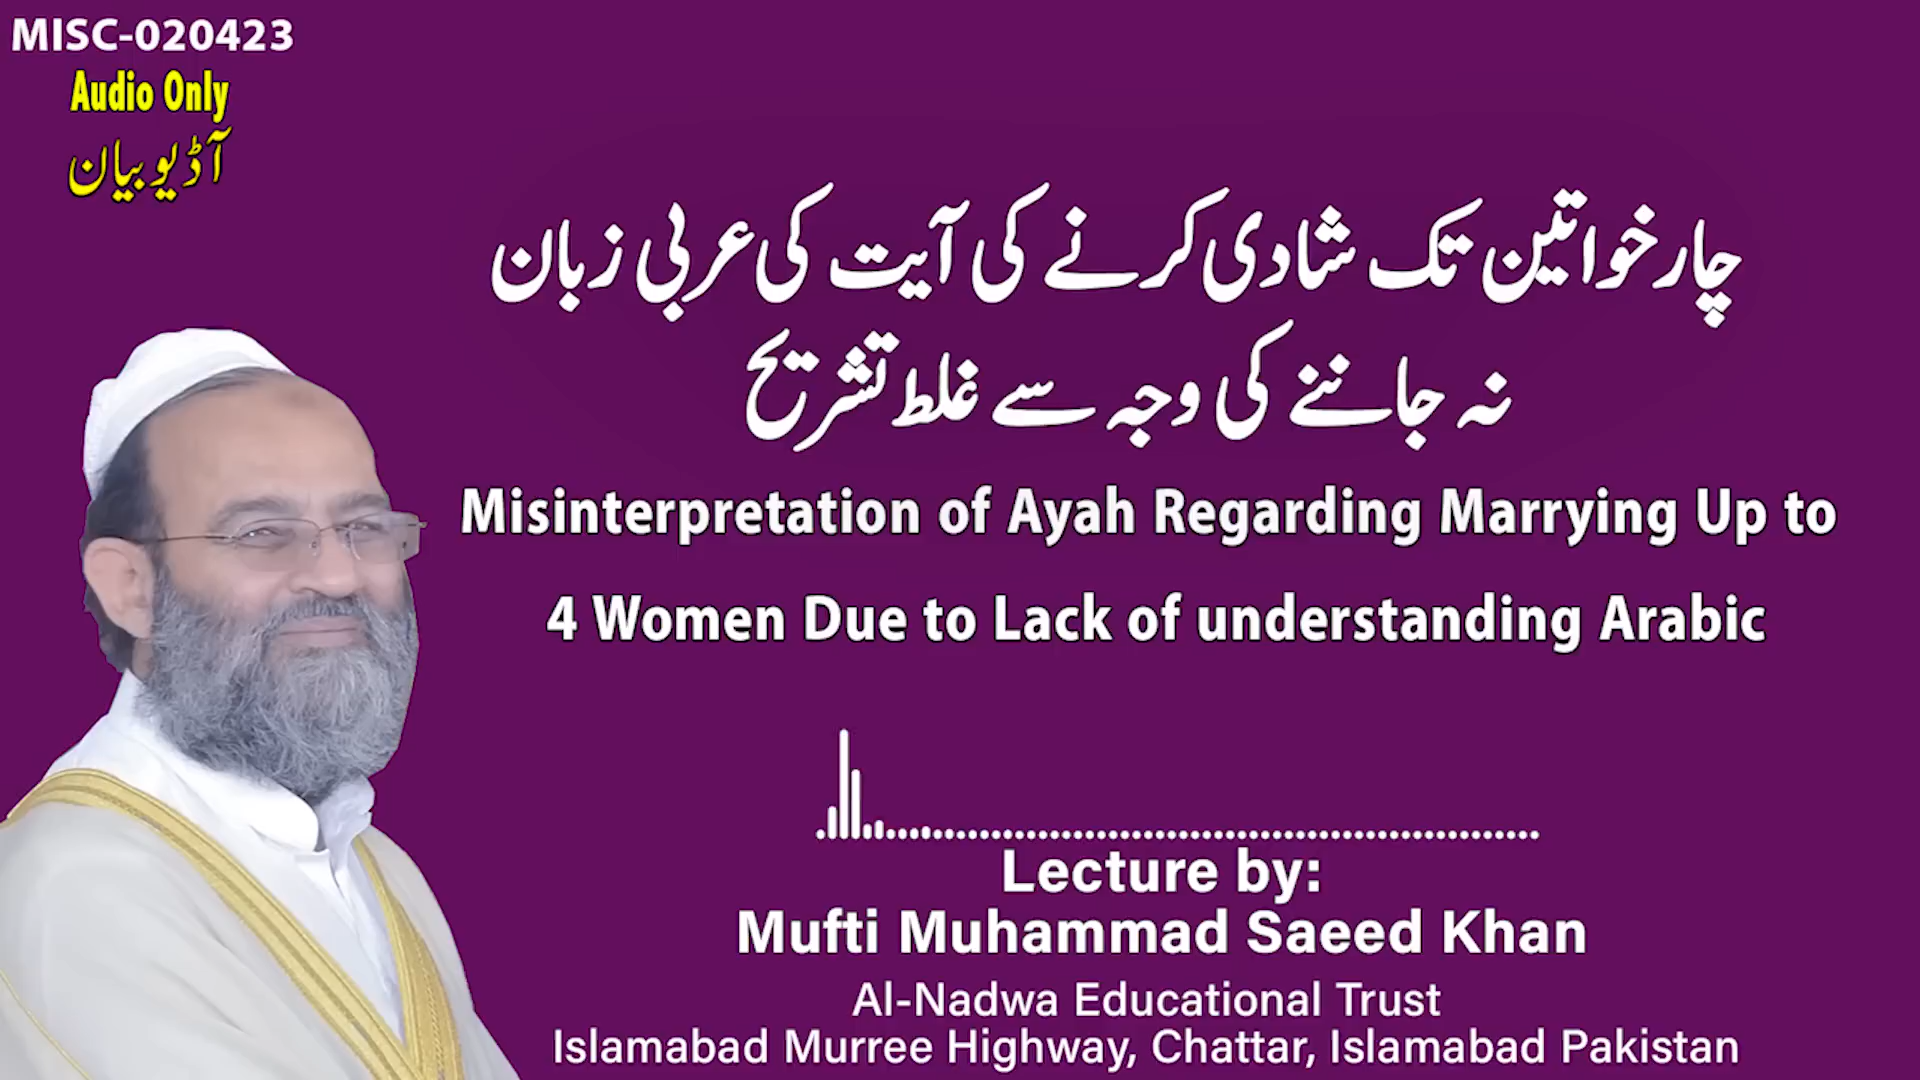 MISC-020423
Audio Only
آڈیو بیان
چار خواتین تک شادی کرنے کی آیت کی عربی زبان
نہ جاننے کی وجہ سے غلط تشریح
Misinterpretation of Ayah Regarding Marrying Up to
4 Women Due to Lack of understanding Arabic
Lecture by:
Mufti Muhammad Saeed Khan
Al-Nadwa Educational Trust
Islamabad Murree Highway, Chattar, Islamabad Pakistan